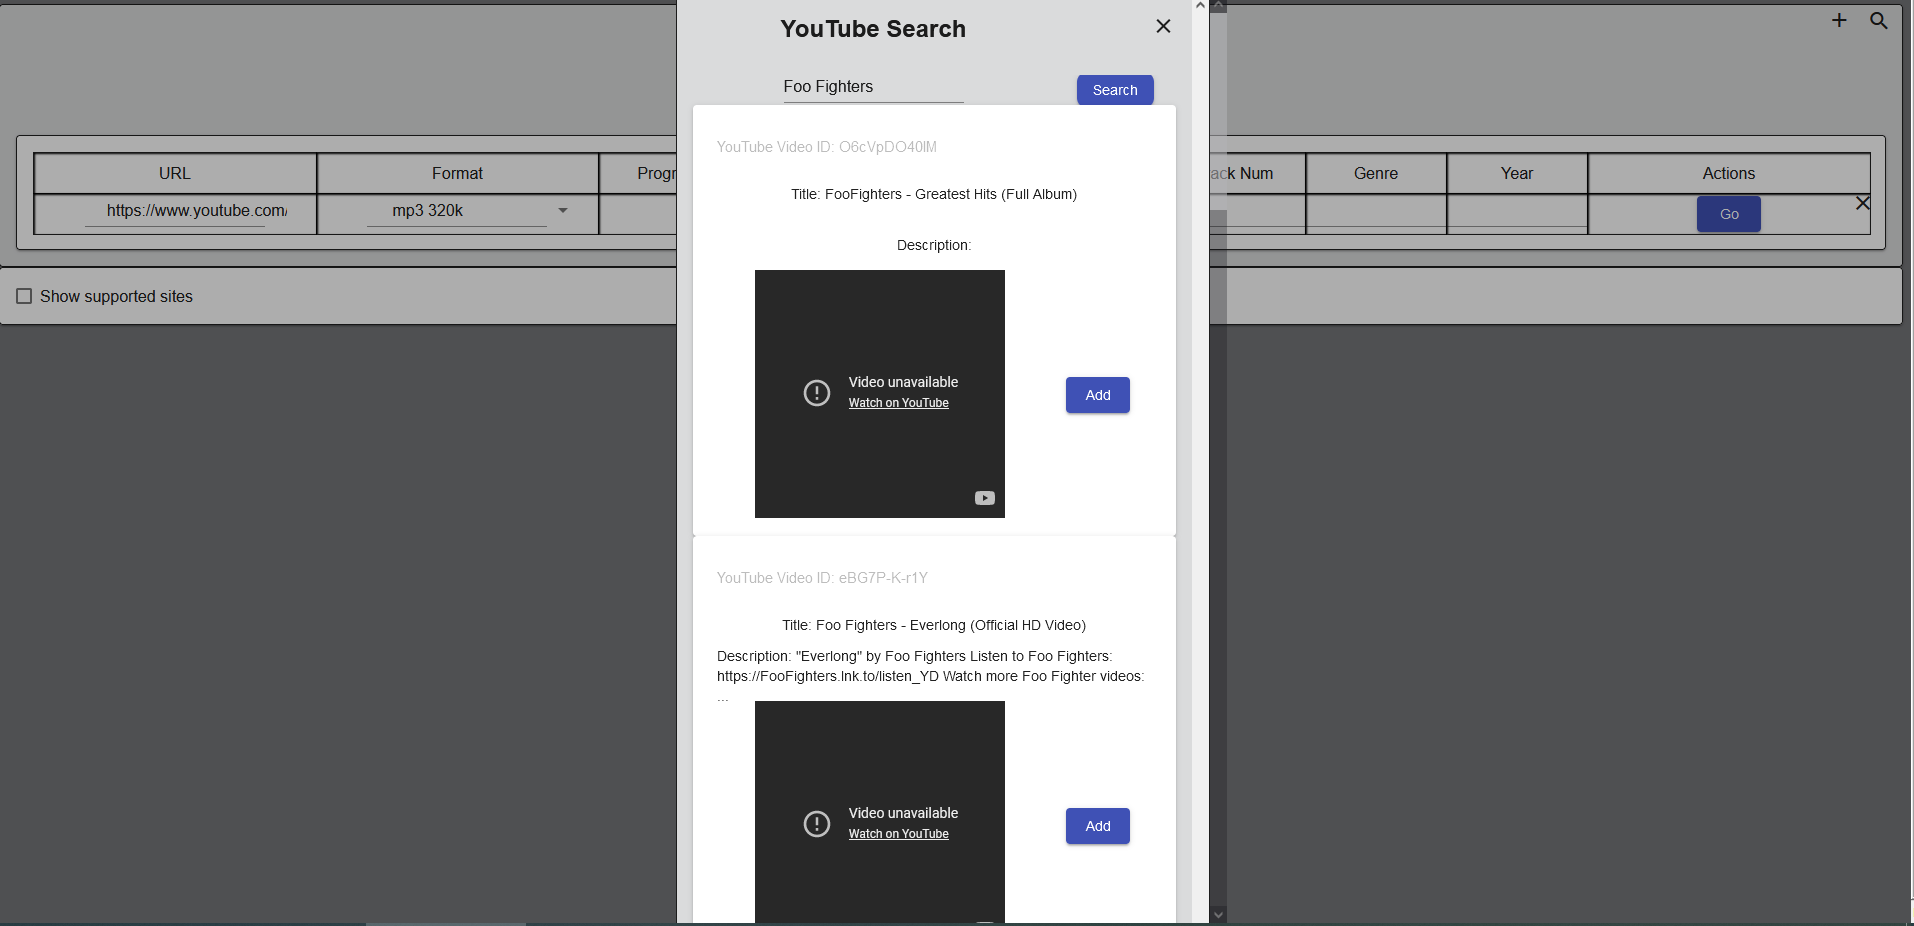 YouTube Search
Foo Fighters
Search
YouTube Video ID: O6cVpDO40lM
URL
Format
Progr
ack Num
Genre
Year
Actions
Title: FooFighters - Greatest Hits (Full Album)
https://www.youtube.com/
mp3 320k
Go
Description:
Show supported sites
Video unavailable
Watch on YouTube
Add
YouTube Video ID: eBG7P-K-r1Y
Title: Foo Fighters - Everlong (Official HD Video)
Description: "Everlong" by Foo Fighters Listen to Foo Fighters:
https://FooFighters.lnk.to/listen_YD Watch more Foo Fighter videos:
...
Video unavailable
Watch on YouTube
Add